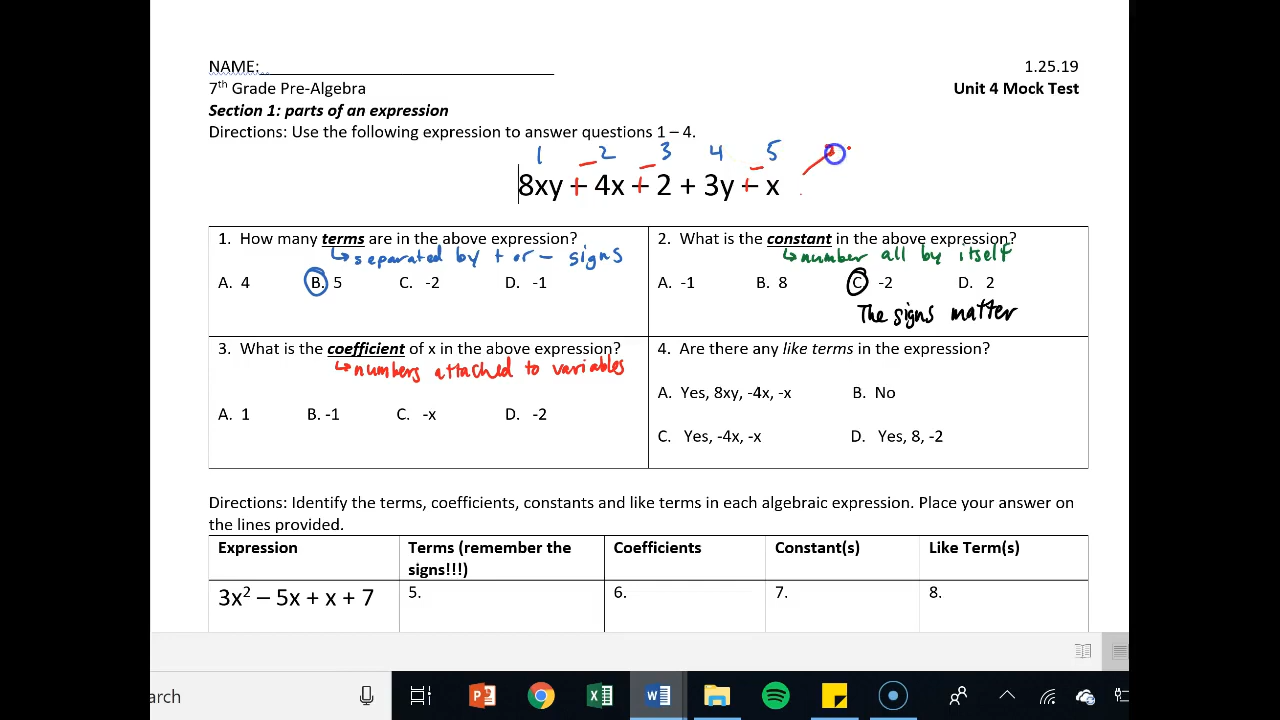 NAME:
1.25.19
7th Grade Pre-Algebra
Unit 4 Mock Test
Section 1: parts of an expression
Directions: Use the following expression to answer questions 1 – 4.
1 2 3 4 5
8xy – 4x – 2 + 3y – x
1. How many terms are in the above expression?
↳ separated by + or – signs
A. 4 B. 5 C. -2 D. -1
2. What is the constant in the above expression?
↳ number all by itself
A. -1 B. 8 C. -2 D. 2
The signs matter
3. What is the coefficient of x in the above expression?
↳ numbers attached to variables
A. 1 B. -1 C. -x D. -2
4. Are there any like terms in the expression?
A. Yes, 8xy, -4x, -x B. No
C. Yes, -4x, -x D. Yes, 8, -2
Directions: Identify the terms, coefficients, constants and like terms in each algebraic expression. Place your answer on
the lines provided.
Expression Terms (remember the Coefficients Constant(s) Like Term(s)
signs!!!)
3x² – 5x + x + 7 5. 6. 7. 8.
arch